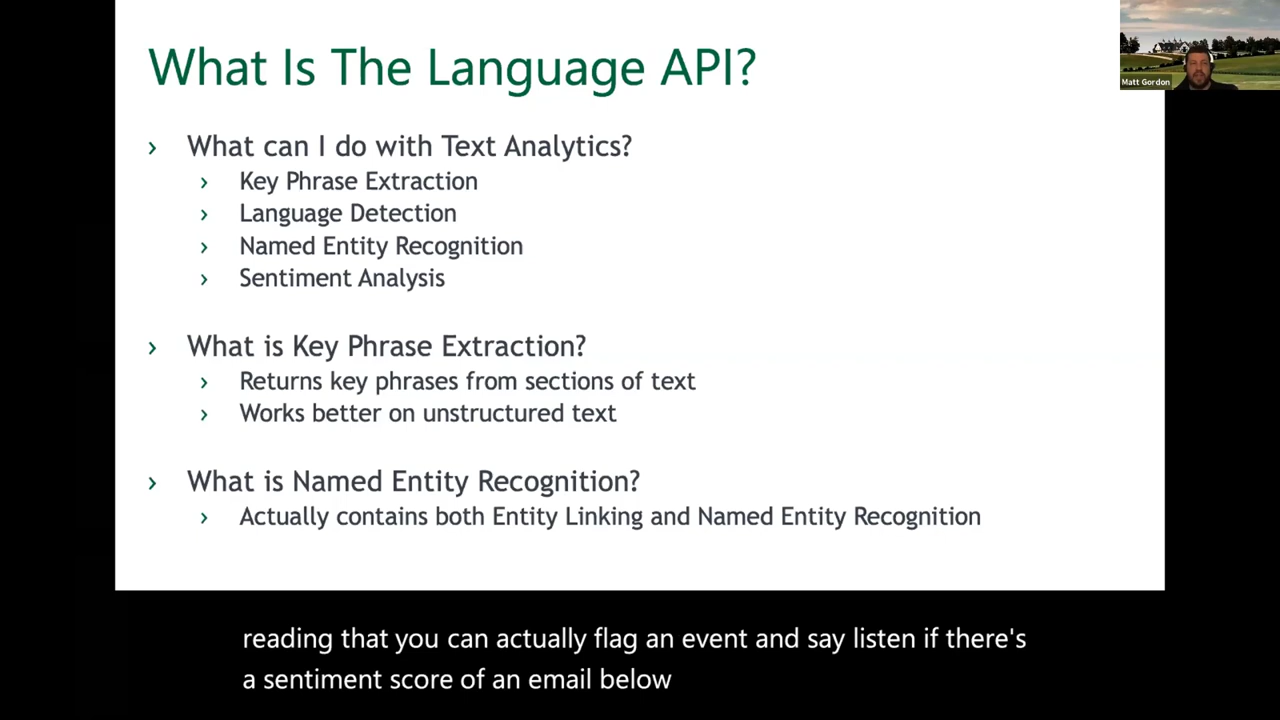 What Is The Language API?
Matt Gordon
› What can I do with Text Analytics?
› Key Phrase Extraction
› Language Detection
› Named Entity Recognition
› Sentiment Analysis
› What is Key Phrase Extraction?
› Returns key phrases from sections of text
› Works better on unstructured text
› What is Named Entity Recognition?
› Actually contains both Entity Linking and Named Entity Recognition
reading that you can actually flag an event and say listen if there's
a sentiment score of an email below